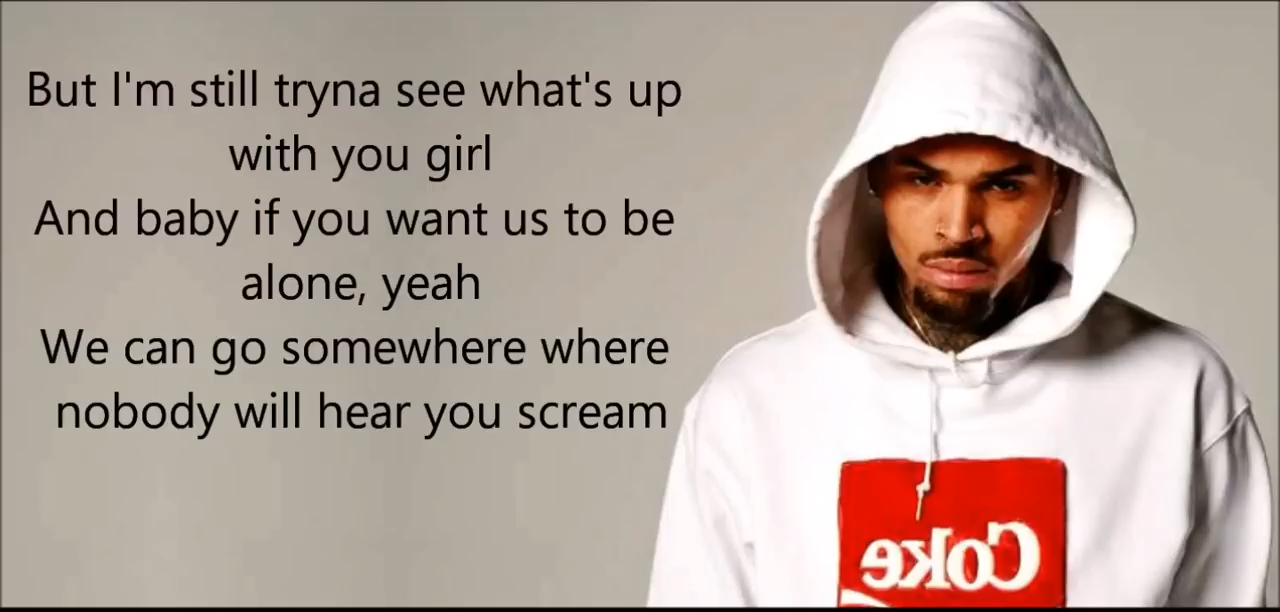 But I'm still tryna see what's up
with you girl
And baby if you want us to be
alone, yeah
We can go somewhere where
nobody will hear you scream
Coke